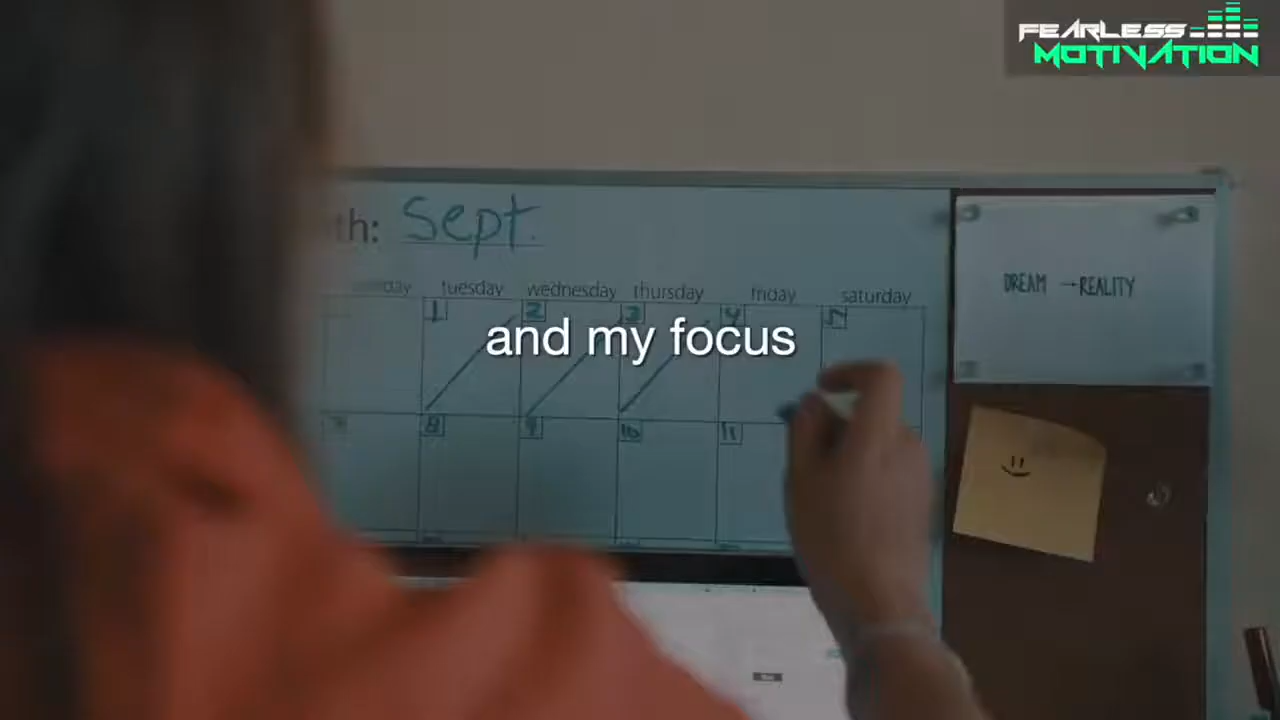 FEARLESS
MOTIVATION
th: Sept.
day tuesday wednesday thursday friday saturday
1 2 3 4 5
and my focus
8 9 10 11
DREAM → REALITY